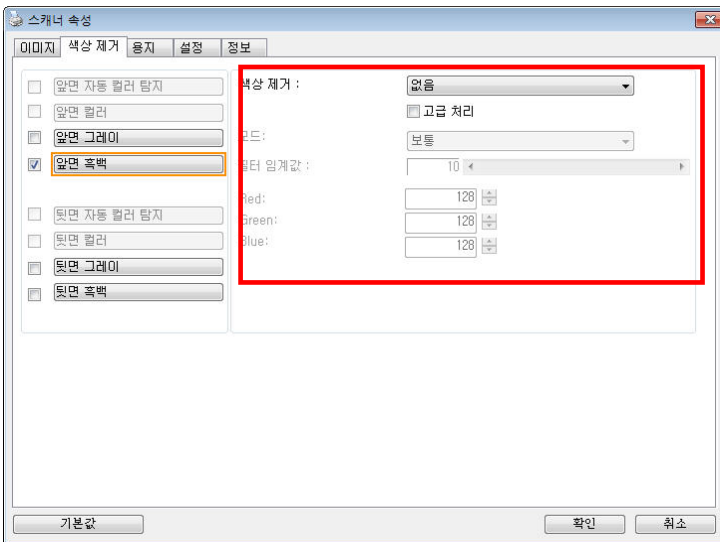 스캐너 속성
이미지 색상 제거 용지 설정 정보
앞면 자동 컬러 탐지
앞면 컬러
앞면 그레이
앞면 흑백
뒷면 자동 컬러 탐지
뒷면 컬러
뒷면 그레이
뒷면 흑백
색상 제거 : 없음
고급 처리
모드: 보통
필터 임계값 : 10
Red: 128
Green: 128
Blue: 128
기본값 확인 취소